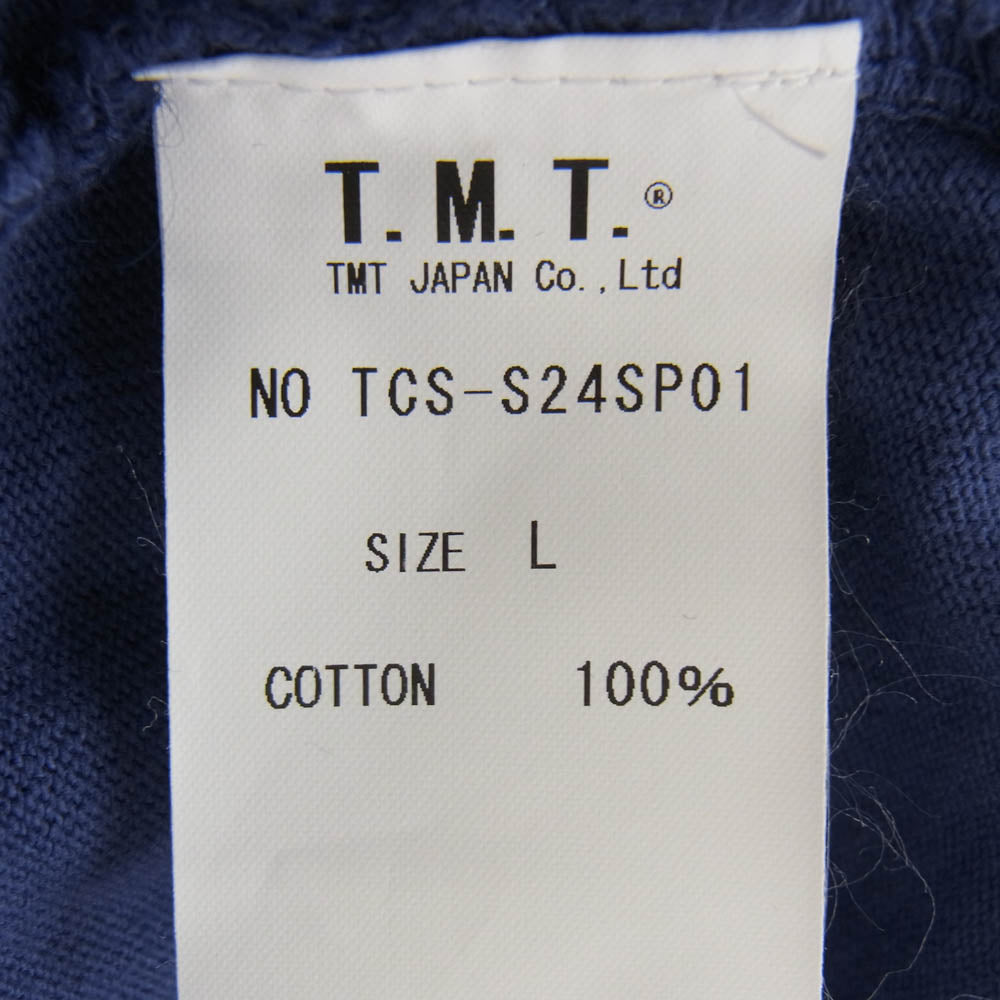 T.M.T.®
TMT JAPAN Co.,Ltd
NO TCS-S24SP01
SIZE L
COTTON 100%